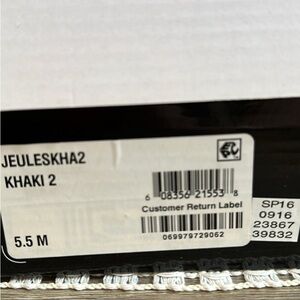 JEULESKHA2
KHAKI 2
6 08356 21553 8
Customer Return Label
069979729062
5.5 M
SP16
0916
23867
39832